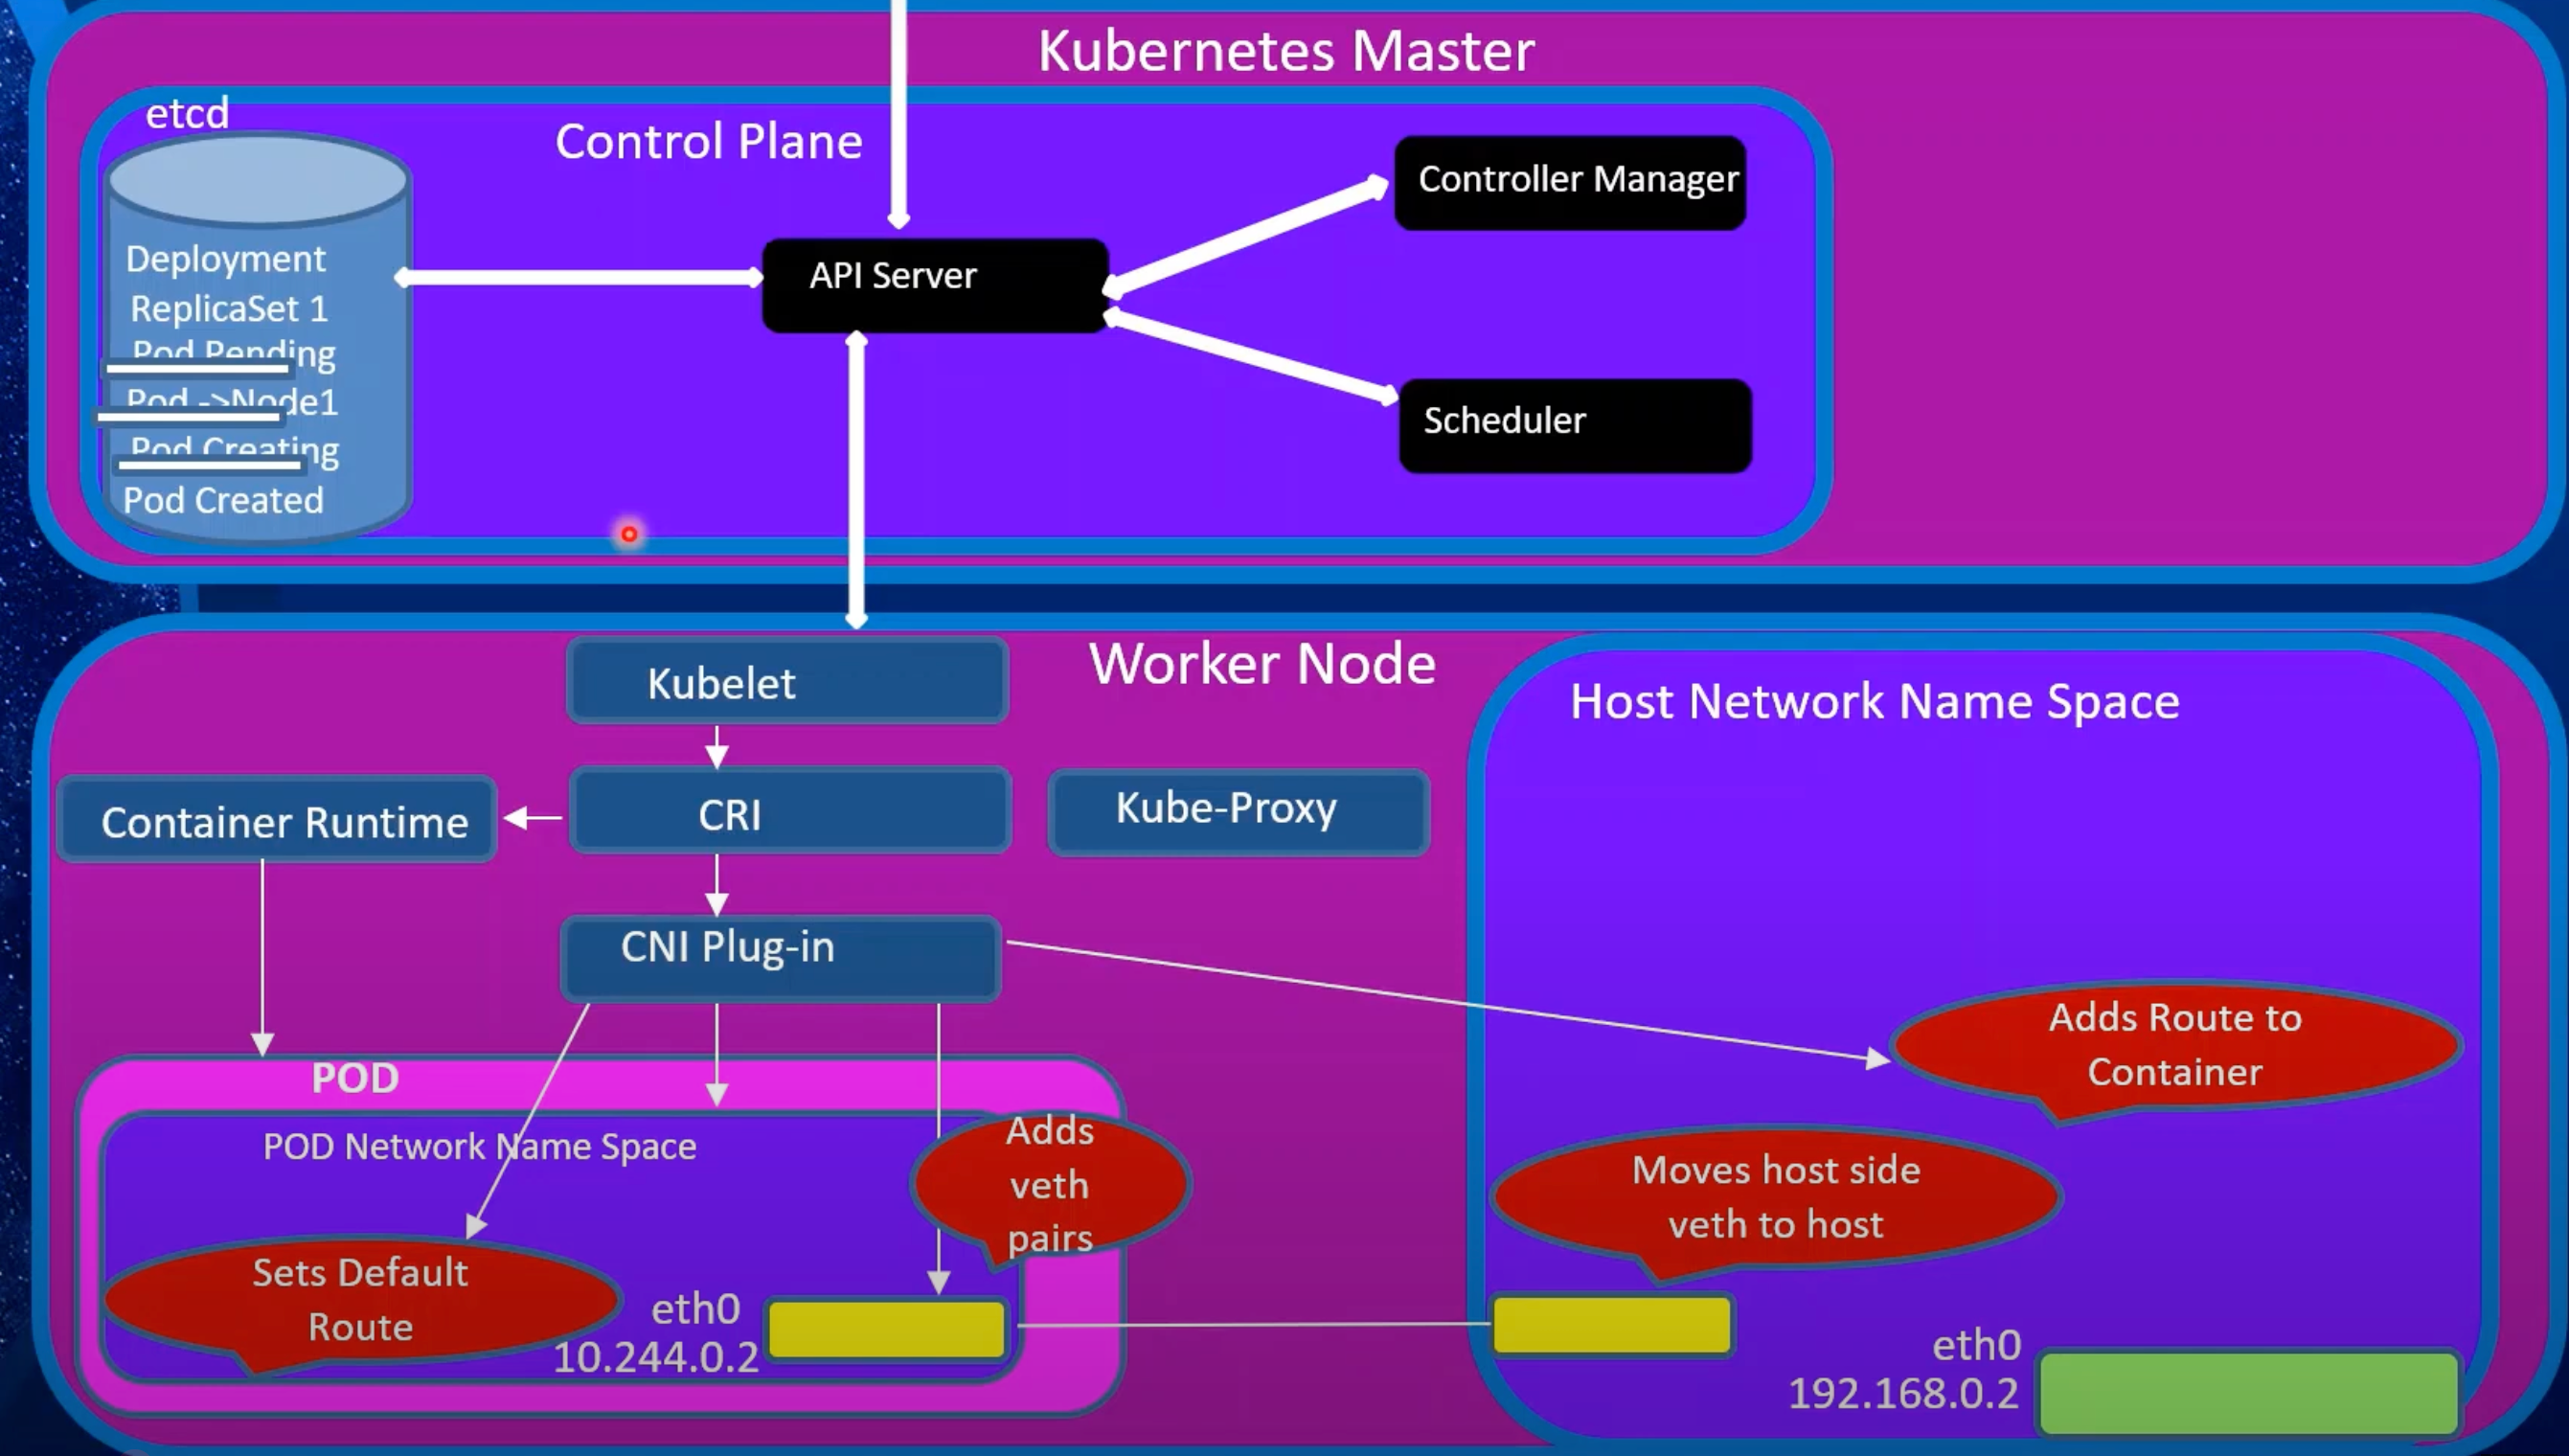 Kubernetes Master
etcd
Control Plane
Controller Manager
Deployment
API Server
ReplicaSet 1
Pod Pending
Pod ->Node1
Scheduler
Pod Creating
Pod Created
Kubelet
Worker Node
Host Network Name Space
Container Runtime
CRI
Kube-Proxy
CNI Plug-in
Adds Route to
Container
POD
POD Network Name Space
Adds
veth
pairs
Moves host side
veth to host
Sets Default
Route
eth0
10.244.0.2
eth0
192.168.0.2